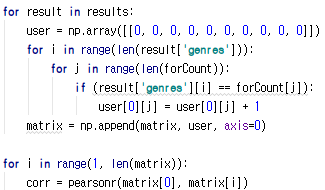 for result in results:
    user = np.array([[0, 0, 0, 0, 0, 0, 0, 0, 0, 0]])
    for i in range(len(result['genres'])):
        for j in range(len(forCount)):
            if (result['genres'][i] == forCount[j]):
                user[0][j] = user[0][j] + 1
    matrix = np.append(matrix, user, axis=0)

for i in range(1, len(matrix)):
    corr = pearsonr(matrix[0], matrix[i])